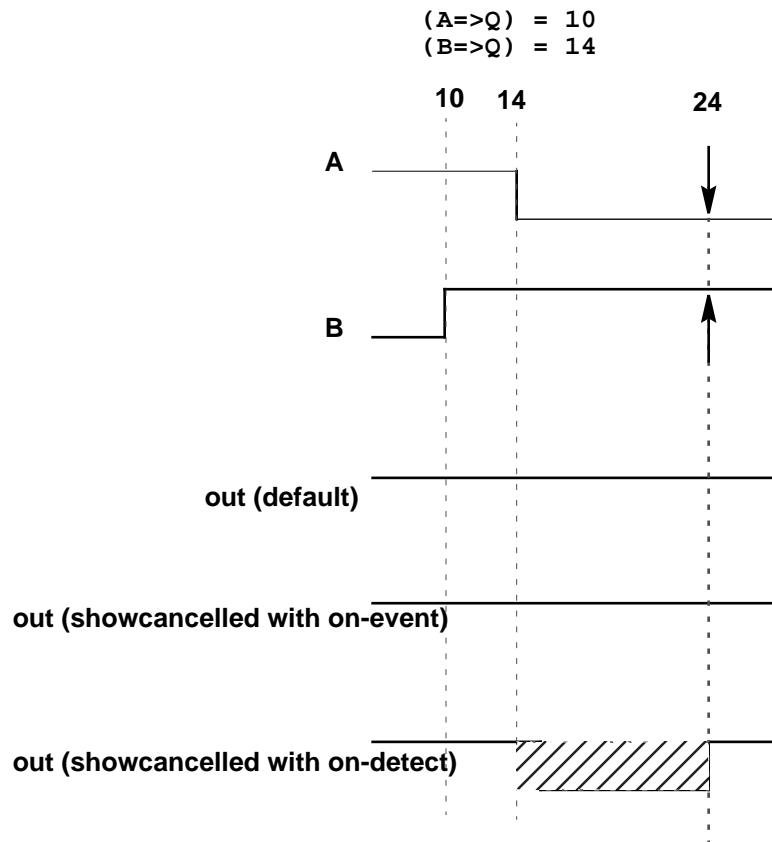 (A=>Q) = 10
(B=>Q) = 14
10 14 24
A
B
out (default)
out (showcancelled with on-event)
out (showcancelled with on-detect)